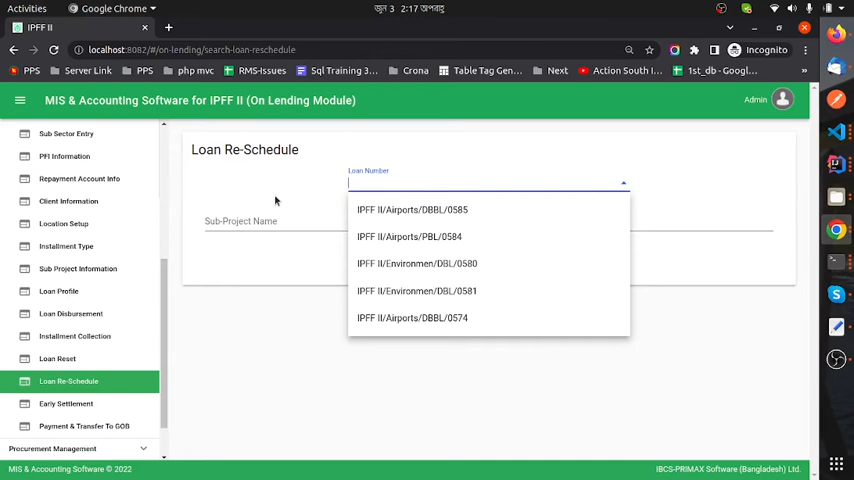 Activities
Google Chrome
জুন 3 2:17 অপরাহ্ণ
IPFF II
localhost:8082/#/on-lending/search-loan-reschedule
Incognito
PPS
Server Link
PPS
php mvc
RMS-Issues
Sql Training 3...
Crona
Table Tag Gen...
Next
Action South I...
1st_db - Googl...
MIS & Accounting Software for IPFF II (On Lending Module)
Admin
Sub Sector Entry
PFI Information
Repayment Account Info
Client Information
Location Setup
Installment Type
Sub Project Information
Loan Profile
Loan Disbursement
Installment Collection
Loan Reset
Loan Re-Schedule
Early Settlement
Payment & Transfer To GOB
Procurement Management
Loan Re-Schedule
Loan Number
Sub-Project Name
IPFF II/Airports/DBBL/0585
IPFF II/Airports/PBL/0584
IPFF II/Environmen/DBL/0580
IPFF II/Environmen/DBL/0581
IPFF II/Airports/DBBL/0574
MIS & Accounting Software © 2022
IBCS-PRIMAX Software (Bangladesh) Ltd.